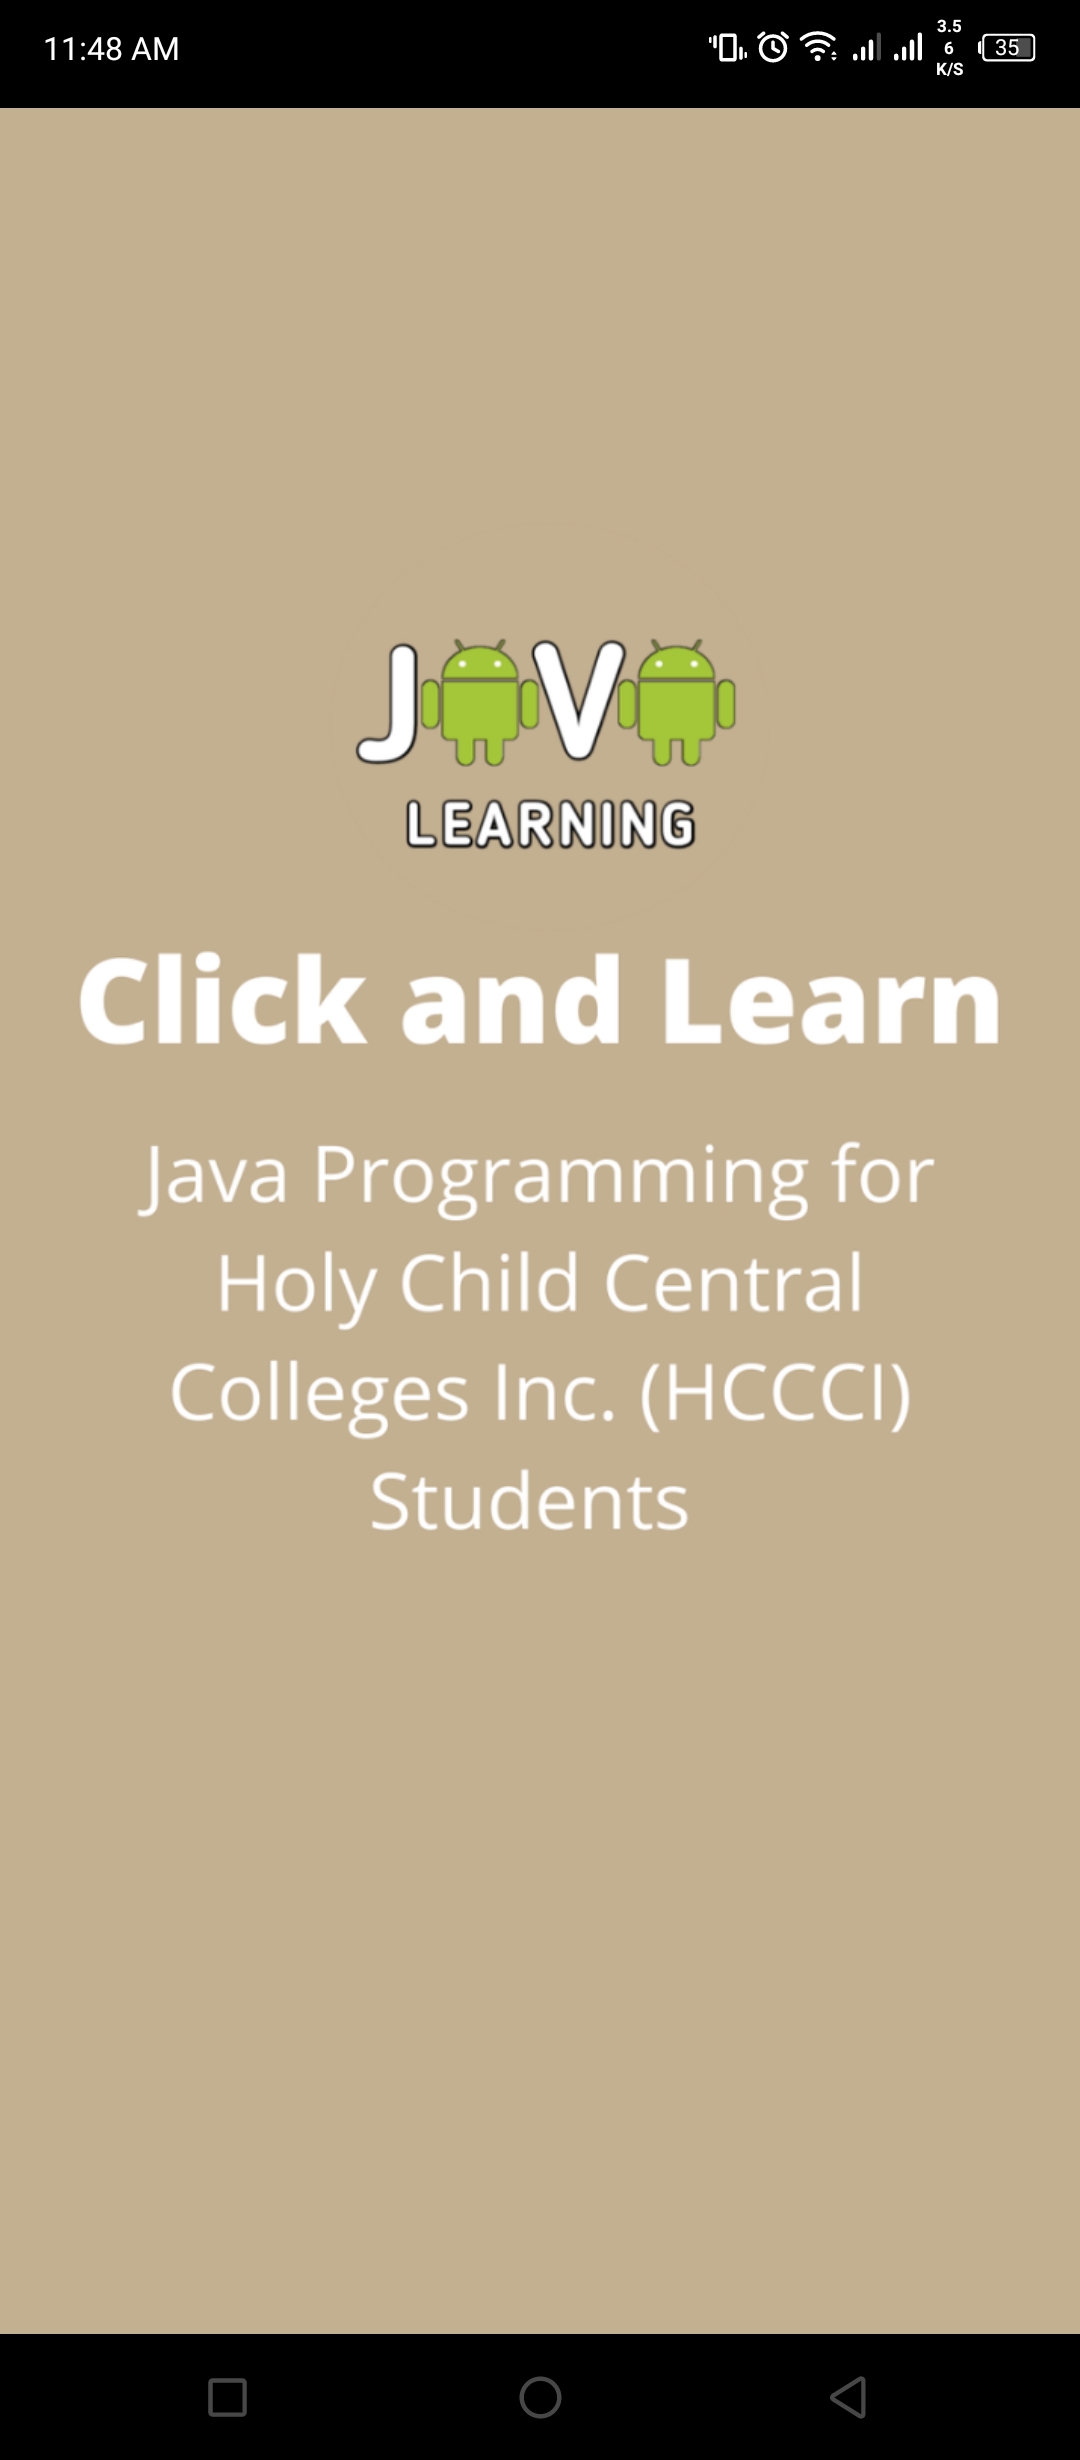 11:48 AM
3.5
6
K/S
35
JAVA
LEARNING
Click and Learn
Java Programming for
Holy Child Central
Colleges Inc. (HCCCI)
Students